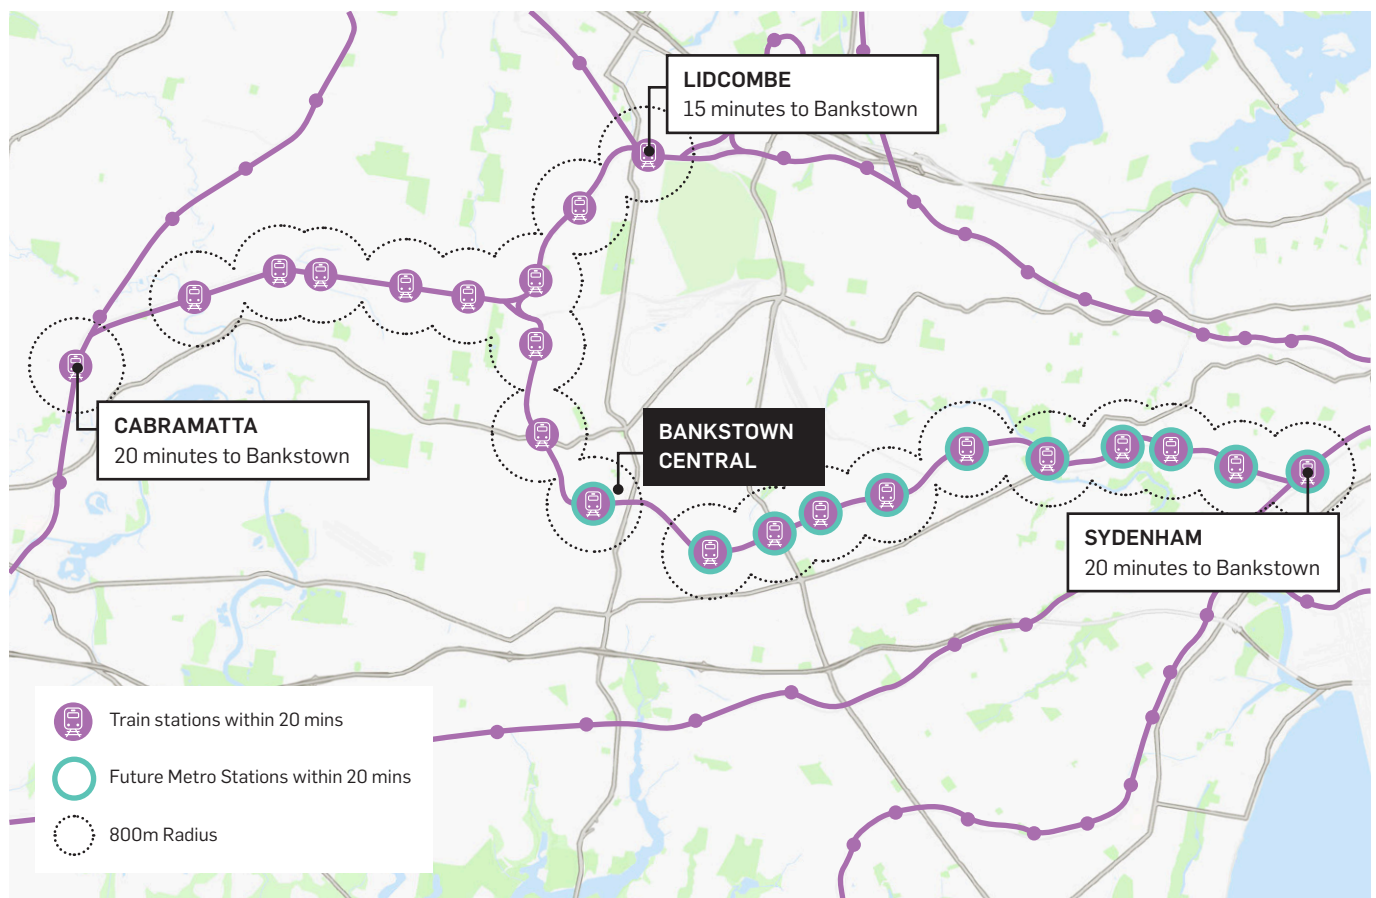 LIDCOMBE
15 minutes to Bankstown
CABRAMATTA
20 minutes to Bankstown
BANKSTOWN
CENTRAL
SYDENHAM
20 minutes to Bankstown
Train stations within 20 mins
Future Metro Stations within 20 mins
800m Radius